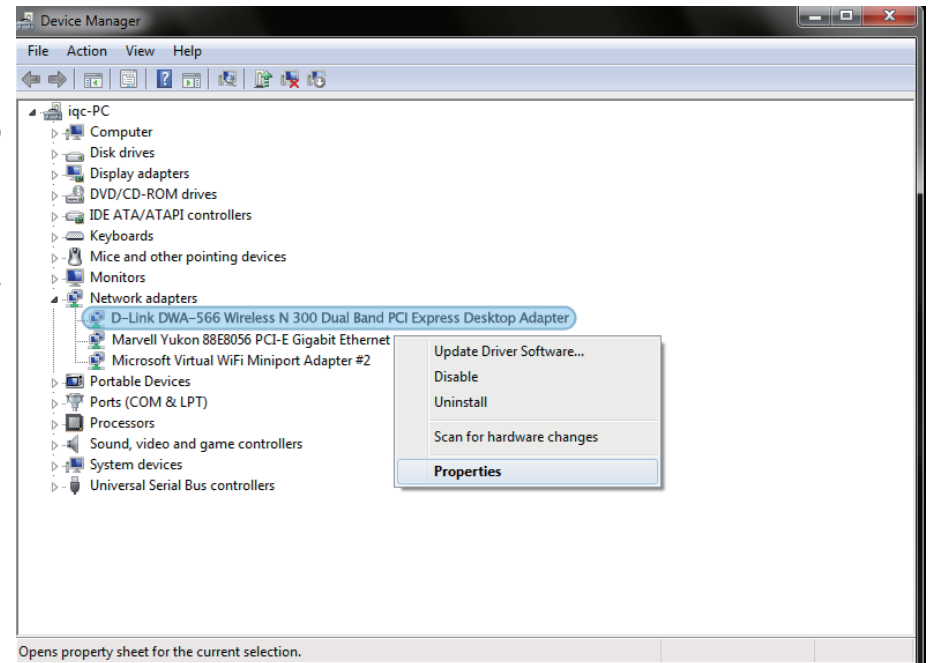 Device Manager
File Action View Help
iqc-PC
Computer
Disk drives
Display adapters
DVD/CD-ROM drives
IDE ATA/ATAPI controllers
Keyboards
Mice and other pointing devices
Monitors
Network adapters
D-Link DWA-566 Wireless N 300 Dual Band PCI Express Desktop Adapter
Marvell Yukon 88E8056 PCI-E Gigabit Ethernet
Microsoft Virtual WiFi Miniport Adapter #2
Portable Devices
Ports (COM & LPT)
Processors
Sound, video and game controllers
System devices
Universal Serial Bus controllers
Update Driver Software...
Disable
Uninstall
Scan for hardware changes
Properties
Opens property sheet for the current selection.